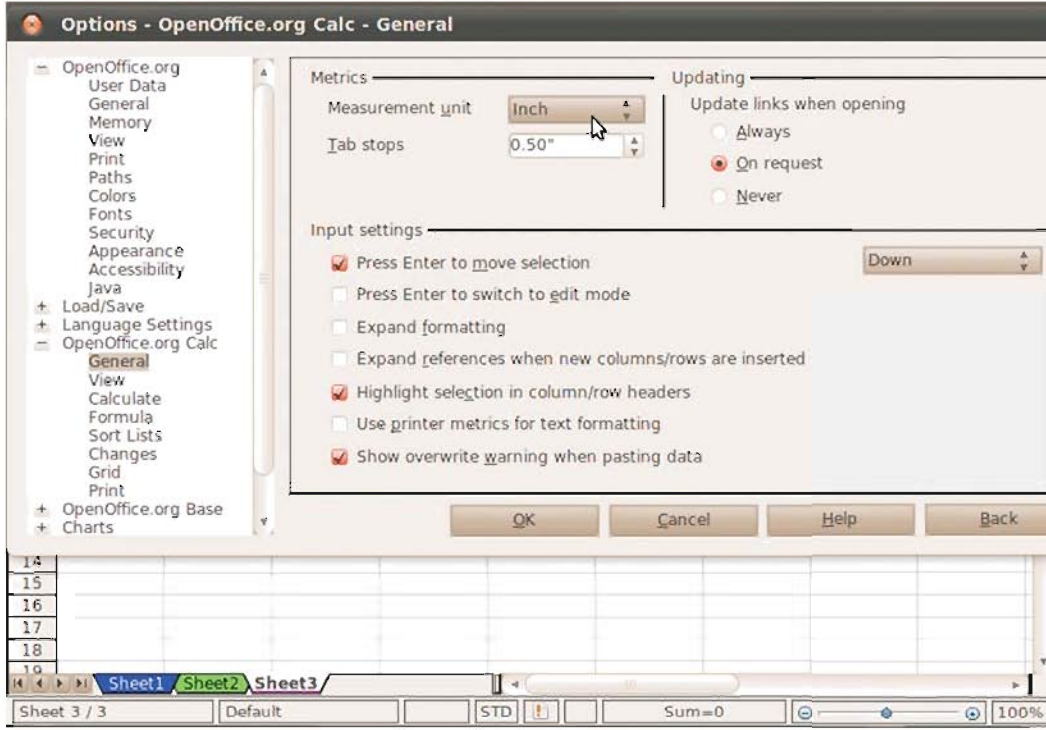 Options - OpenOffice.org Calc - General
OpenOffice.org
User Data
General
Memory
View
Print
Paths
Colors
Fonts
Security
Appearance
Accessibility
Java
Load/Save
Language Settings
OpenOffice.org Calc
General
View
Calculate
Formula
Sort Lists
Changes
Grid
Print
OpenOffice.org Base
Charts
Metrics
Measurement unit Inch
Tab stops 0.50"
Updating
Update links when opening
Always
On request
Never
Input settings
Press Enter to move selection Down
Press Enter to switch to edit mode
Expand formatting
Expand references when new columns/rows are inserted
Highlight selection in column/row headers
Use printer metrics for text formatting
Show overwrite warning when pasting data
OK Cancel Help Back
14
15
16
17
18
19
Sheet1 Sheet2 Sheet3
Sheet 3 / 3 Default STD Sum=0 100%